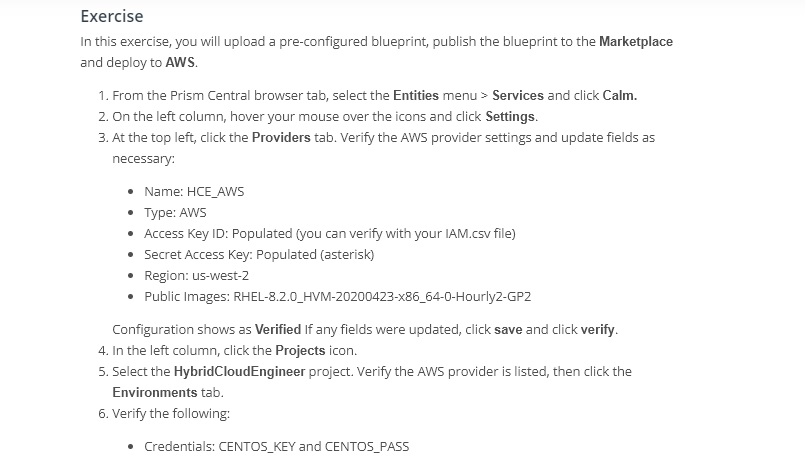 Exercise
In this exercise, you will upload a pre-configured blueprint, publish the blueprint to the Marketplace
and deploy to AWS.
1. From the Prism Central browser tab, select the Entities menu > Services and click Calm.
2. On the left column, hover your mouse over the icons and click Settings.
3. At the top left, click the Providers tab. Verify the AWS provider settings and update fields as
necessary:
• Name: HCE_AWS
• Type: AWS
• Access Key ID: Populated (you can verify with your IAM.csv file)
• Secret Access Key: Populated (asterisk)
• Region: us-west-2
• Public Images: RHEL-8.2.0_HVM-20200423-x86_64-0-Hourly2-GP2
Configuration shows as Verified If any fields were updated, click save and click verify.
4. In the left column, click the Projects icon.
5. Select the HybridCloudEngineer project. Verify the AWS provider is listed, then click the
Environments tab.
6. Verify the following:
• Credentials: CENTOS_KEY and CENTOS_PASS